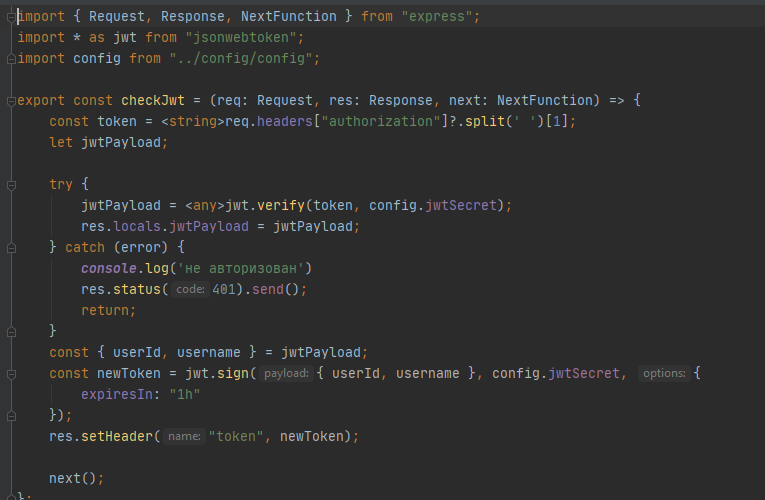 import { Request, Response, NextFunction } from "express";
import * as jwt from "jsonwebtoken";
import config from "../config/config";

export const checkJwt = (req: Request, res: Response, next: NextFunction) => {
    const token = <string>req.headers["authorization"]?.split(' ')[1];
    let jwtPayload;

    try {
        jwtPayload = <any>jwt.verify(token, config.jwtSecret);
        res.locals.jwtPayload = jwtPayload;
    } catch (error) {
        console.log('не авторизован')
        res.status( code: 401).send();
        return;
    }
    const { userId, username } = jwtPayload;
    const newToken = jwt.sign( payload: { userId, username }, config.jwtSecret, options: {
        expiresIn: "1h"
    });
    res.setHeader( name: "token", newToken);

    next();
};